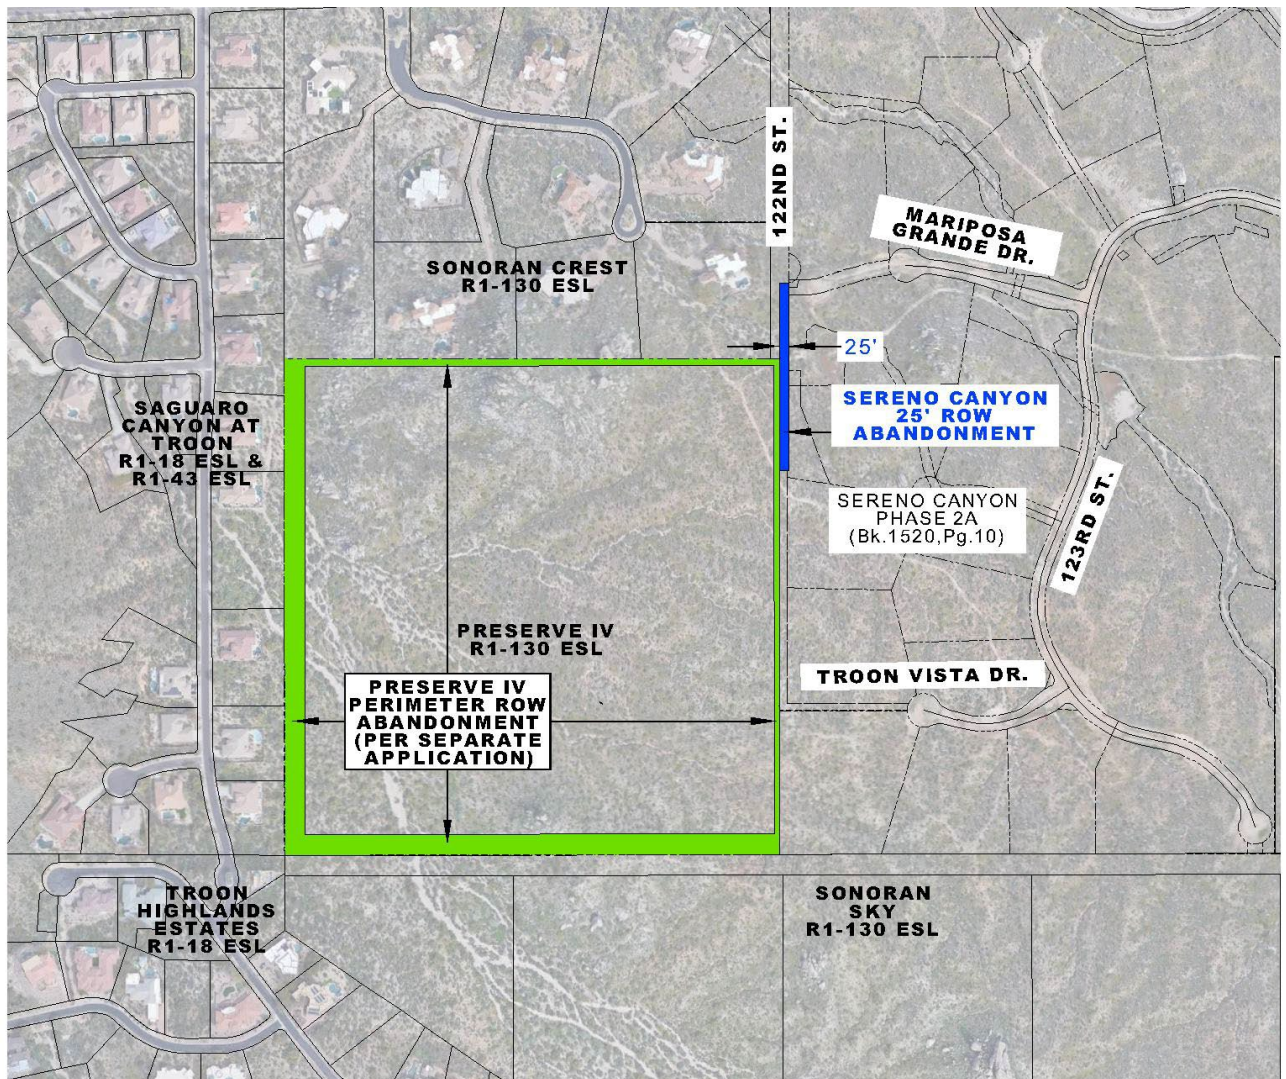 122ND ST.
MARIPOSA
GRANDE DR.
SONORAN CREST
R1-130 ESL
25'
SERENO CANYON
25' ROW
ABANDONMENT
SAGUARO
CANYON AT
TROON
R1-18 ESL &
R1-43 ESL
SERENO CANYON
PHASE 2A
(Bk.1520,Pg.10)
123RD ST.
PRESERVE IV
R1-130 ESL
TROON VISTA DR.
PRESERVE IV
PERIMETER ROW
ABANDONMENT
(PER SEPARATE
APPLICATION)
TROON
HIGHLANDS
ESTATES
R1-18 ESL
SONORAN
SKY
R1-130 ESL